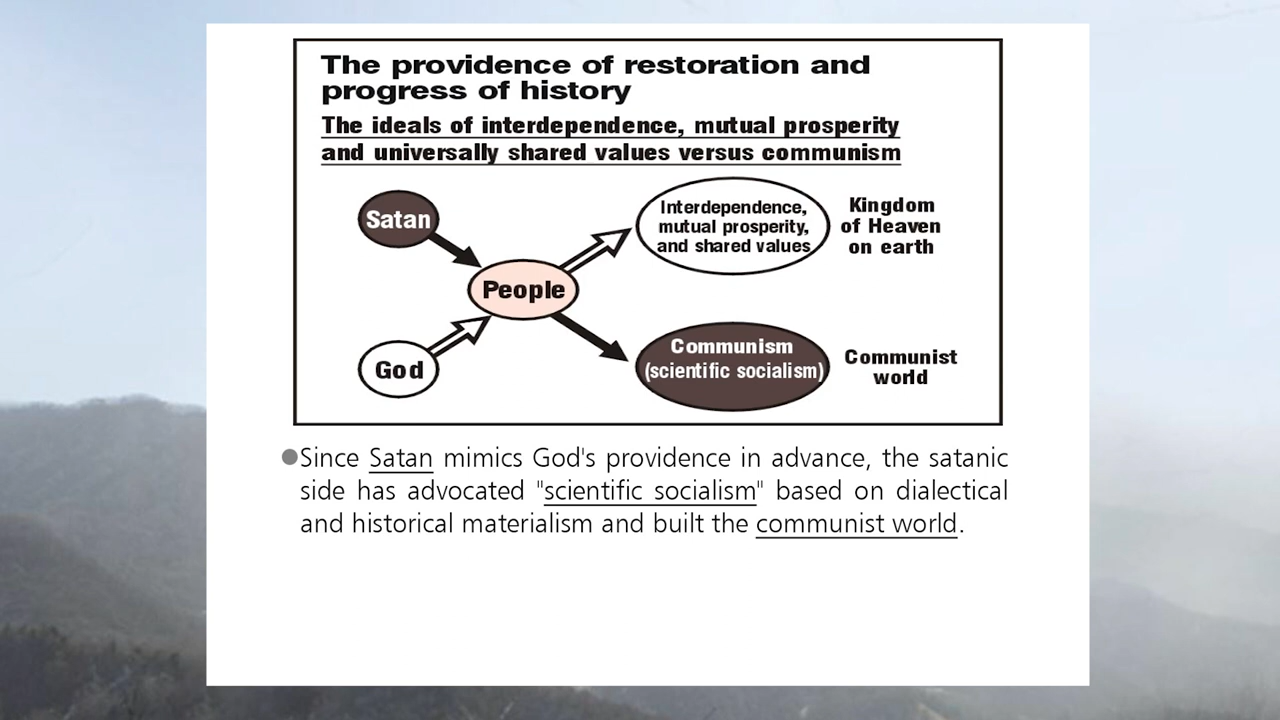 The providence of restoration and
progress of history
The ideals of interdependence, mutual prosperity
and universally shared values versus communism
Satan
People
God
Interdependence,
mutual prosperity,
and shared values
Kingdom
of Heaven
on earth
Communism
(scientific socialism)
Communist
world
●Since Satan mimics God's providence in advance, the satanic
side has advocated "scientific socialism" based on dialectical
and historical materialism and built the communist world.